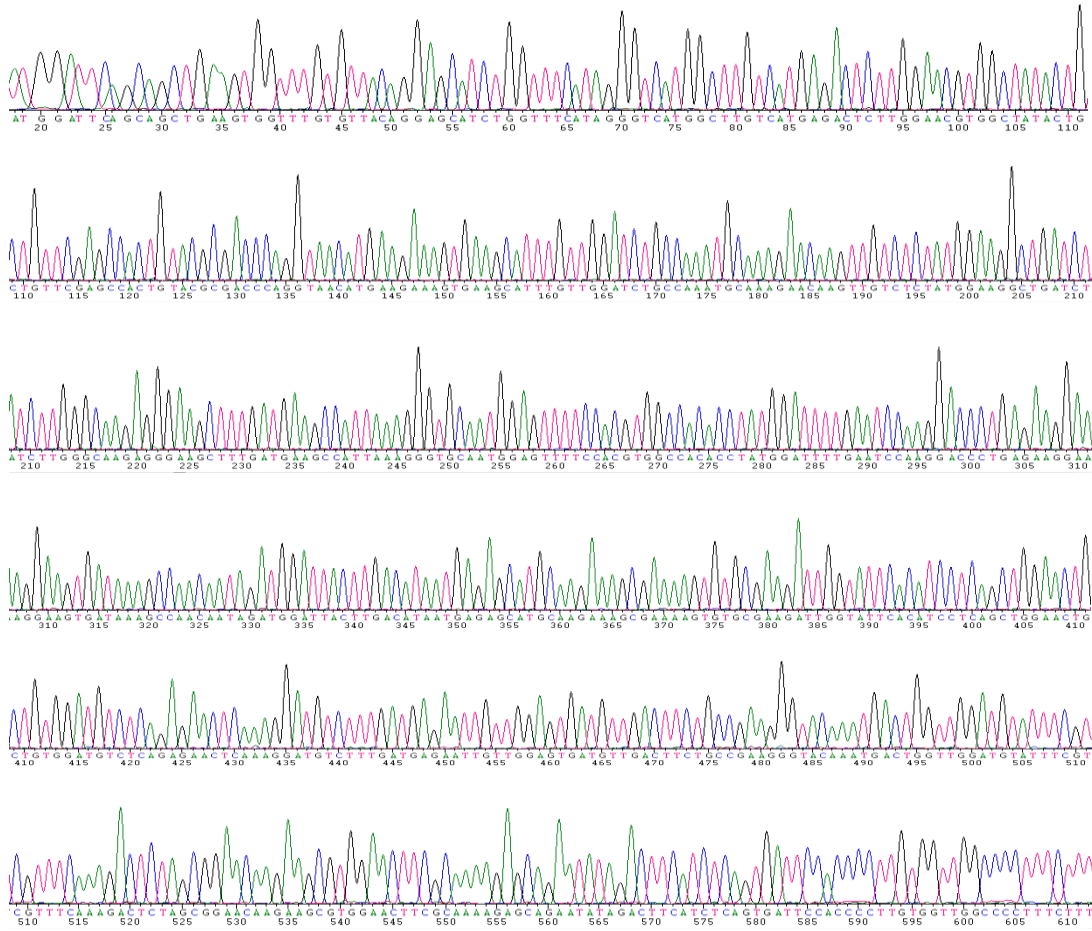 ATGGATTCAGCAGCTGAAGTGGTTTGTGTTACAGGAGCATCTGGTTTCATAGGGTCATGGCTTGTCATGAGACTCTTGGAACGTGGCTATACTG
20 25 30 35 40 45 50 55 60 65 70 75 80 85 90 95 100 105 110
CTGTTCGAGCCACTGTACGCGACCCAGGTAACATGAAGAAAGTGAAGCATTTGTTGGATCTGCCAAATGCAAAGAACAAGTTGTCTCTATGGAAGGCTGATCT
110 115 120 125 130 135 140 145 150 155 160 165 170 175 180 185 190 195 200 205 210
ATCTTGGGCAAGAGGGAAGCTTTGATGAAGCCATTAAAGGGTGCAATGGAGTTTTCCACGTGGCCACACCTATGGATTTTGAATCCAAGGACCCTGAGAAGGAA
210 215 220 225 230 235 240 245 250 255 260 265 270 275 280 285 290 295 300 305 310
AGGAAGTGATAAAGCCAACAATAGATGGATTACTTGACATAATGAGAGCATGCAAGAAAGCGAAAAGTGTGCGAAGATTGGTATTCACATCCTCAGCTGGAACTG
310 315 320 325 330 335 340 345 350 355 360 365 370 375 380 385 390 395 400 405 410
CTGTGGATGTCTCAGAGAACTCAAAGGATGTCTTCAATGAGAATTGTTGGAGTGATGTTGACTTCTGCCGAAGGGTACAAATGACTGGTTGGATGTATTTCGT
410 415 420 425 430 435 440 445 450 455 460 465 470 475 480 485 490 495 500 505 510
CGTTTCAAAGACTCTAGCGGAACAAGAAGCGTGGAACTTCGCAAAAGAGCAGAATATAGACTTCATCTCAGTGATTCCACCCCTTGTGGTTGGCCCCTTTCTTT
510 515 520 525 530 535 540 545 550 555 560 565 570 575 580 585 590 595 600 605 610